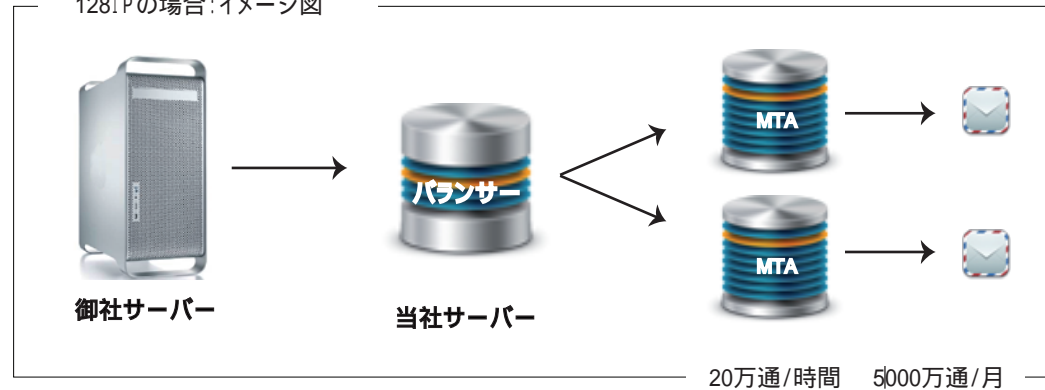 128IPの場合:イメージ図
MTA
バランサー
MTA
御社サーバー
当社サーバー
20万通/時間 5000万通/月